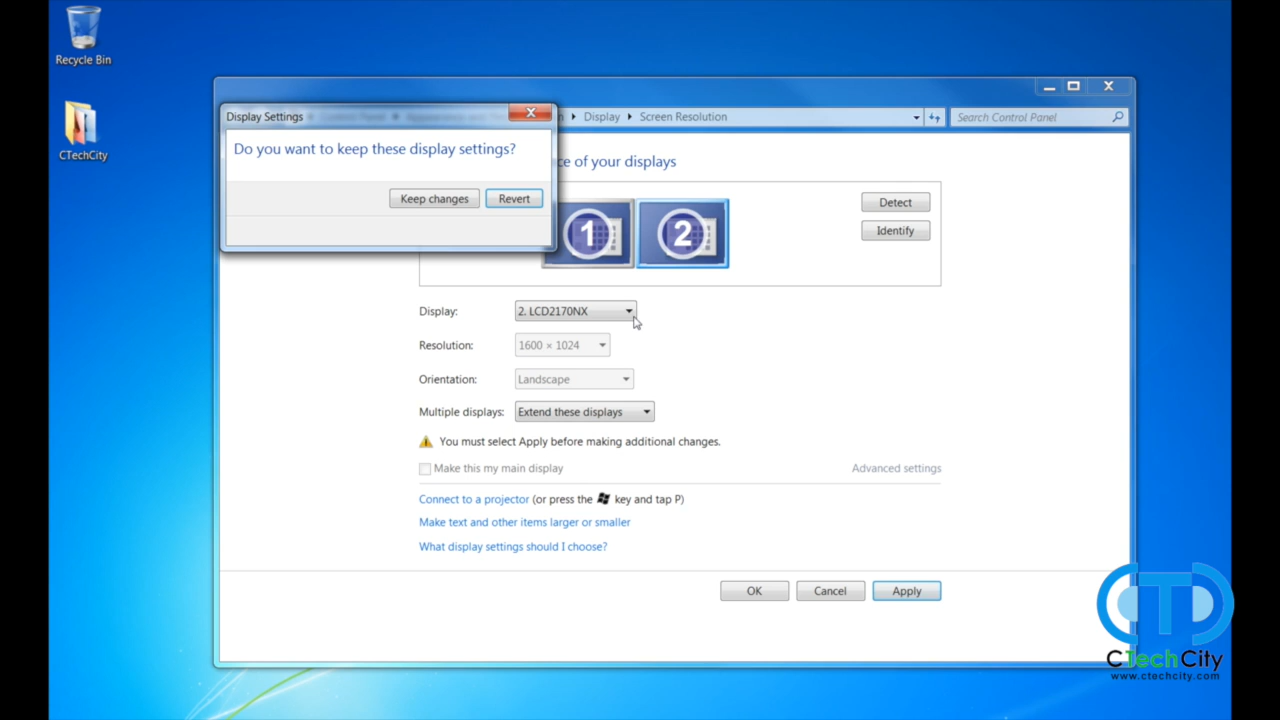 Recycle Bin
CTechCity
Display Settings
Do you want to keep these display settings?
Keep changes
Revert
Display
Screen Resolution
Search Control Panel
ce of your displays
1
2
Detect
Identify
Display:
2. LCD2170NX
Resolution:
1600 × 1024
Orientation:
Landscape
Multiple displays:
Extend these displays
You must select Apply before making additional changes.
Make this my main display
Advanced settings
Connect to a projector (or press the key and tap P)
Make text and other items larger or smaller
What display settings should I choose?
OK
Cancel
Apply
CTechCity
www.ctechcity.com